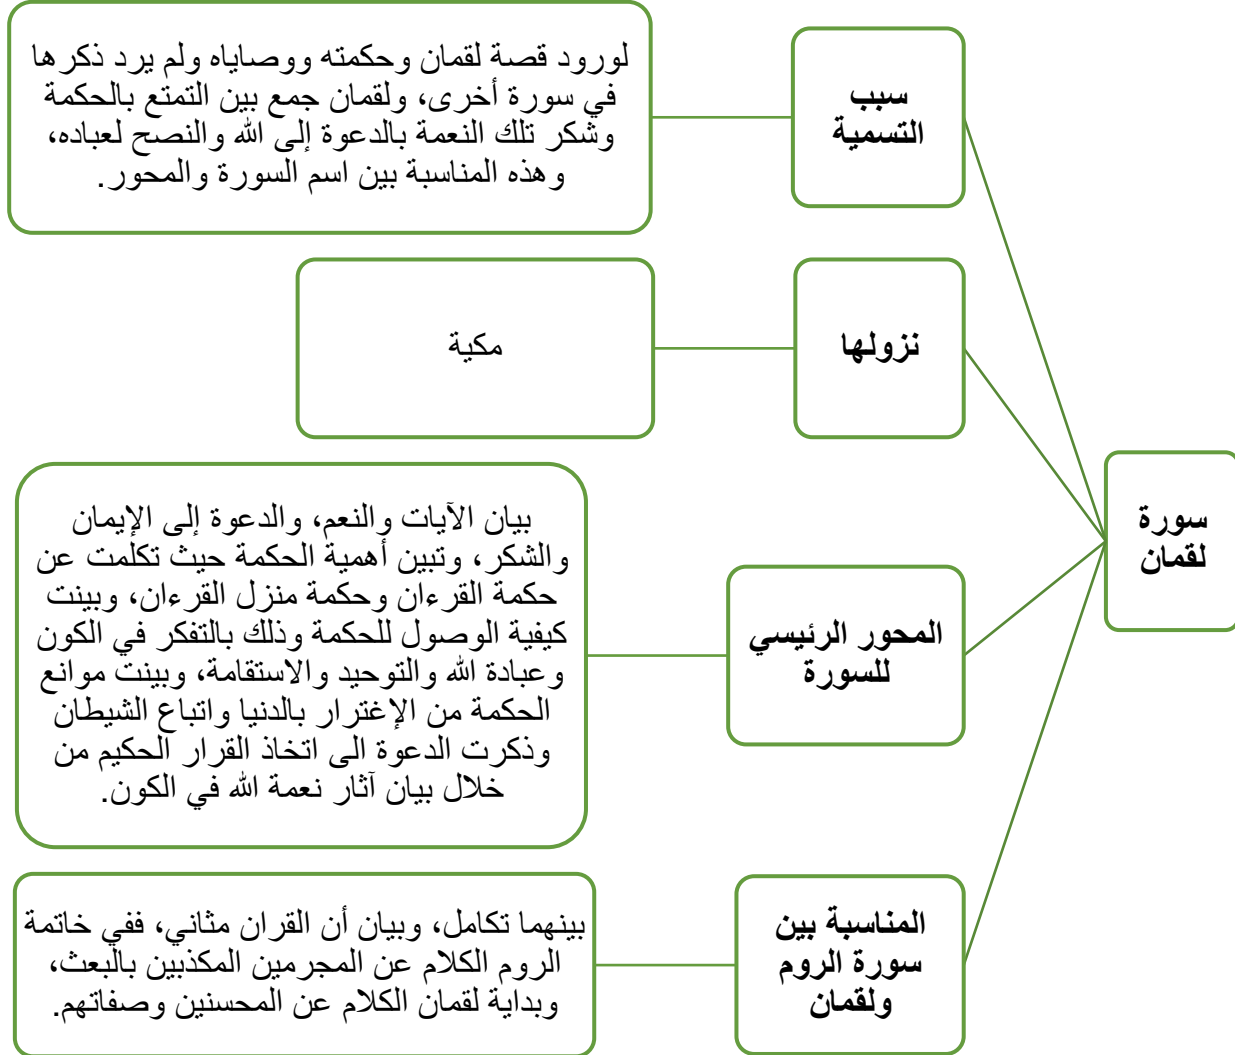 سورة
لقمان
سبب
التسمية
لورود قصة لقمان وحكمته ووصاياه ولم يرد ذكرها
في سورة أخرى، ولقمان جمع بين التمتع بالحكمة
وشكر تلك النعمة بالدعوة إلى الله والنصح لعباده،
وهذه المناسبة بين اسم السورة والمحور.
نزولها
مكية
المحور الرئيسي
للسورة
بيان الآيات والنعم، والدعوة إلى الإيمان
والشكر، وتبين أهمية الحكمة حيث تكلمت عن
حكمة القرءان وحكمة منزل القرءان، وبينت
كيفية الوصول للحكمة وذلك بالتفكر في الكون
وعبادة الله والتوحيد والاستقامة، وبينت موانع
الحكمة من الإغترار بالدنيا واتباع الشيطان
وذكرت الدعوة الى اتخاذ القرار الحكيم من
خلال بيان آثار نعمة الله في الكون.
المناسبة بين
سورة الروم
ولقمان
بينهما تكامل، وبيان أن القران مثاني، ففي خاتمة
الروم الكلام عن المجرمين المكذبين بالبعث،
وبداية لقمان الكلام عن المحسنين وصفاتهم.